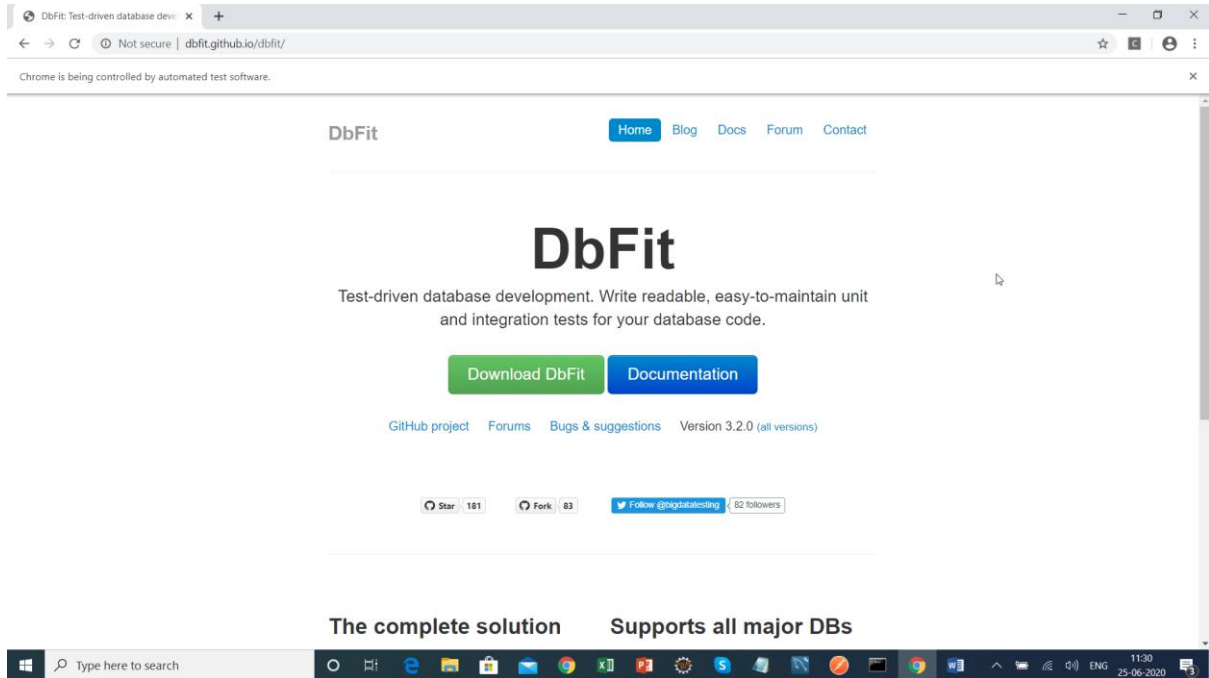 DbFit: Test-driven database deve
Not secure | dbfit.github.io/dbfit/
Chrome is being controlled by automated test software.
DbFit
Home Blog Docs Forum Contact
DbFit
Test-driven database development. Write readable, easy-to-maintain unit
and integration tests for your database code.
Download DbFit Documentation
GitHub project Forums Bugs & suggestions Version 3.2.0 (all versions)
Star 181 Fork 83 Follow @bigdatatesting 82 followers
The complete solution Supports all major DBs
Type here to search
ENG 11:30
25-06-2020
3